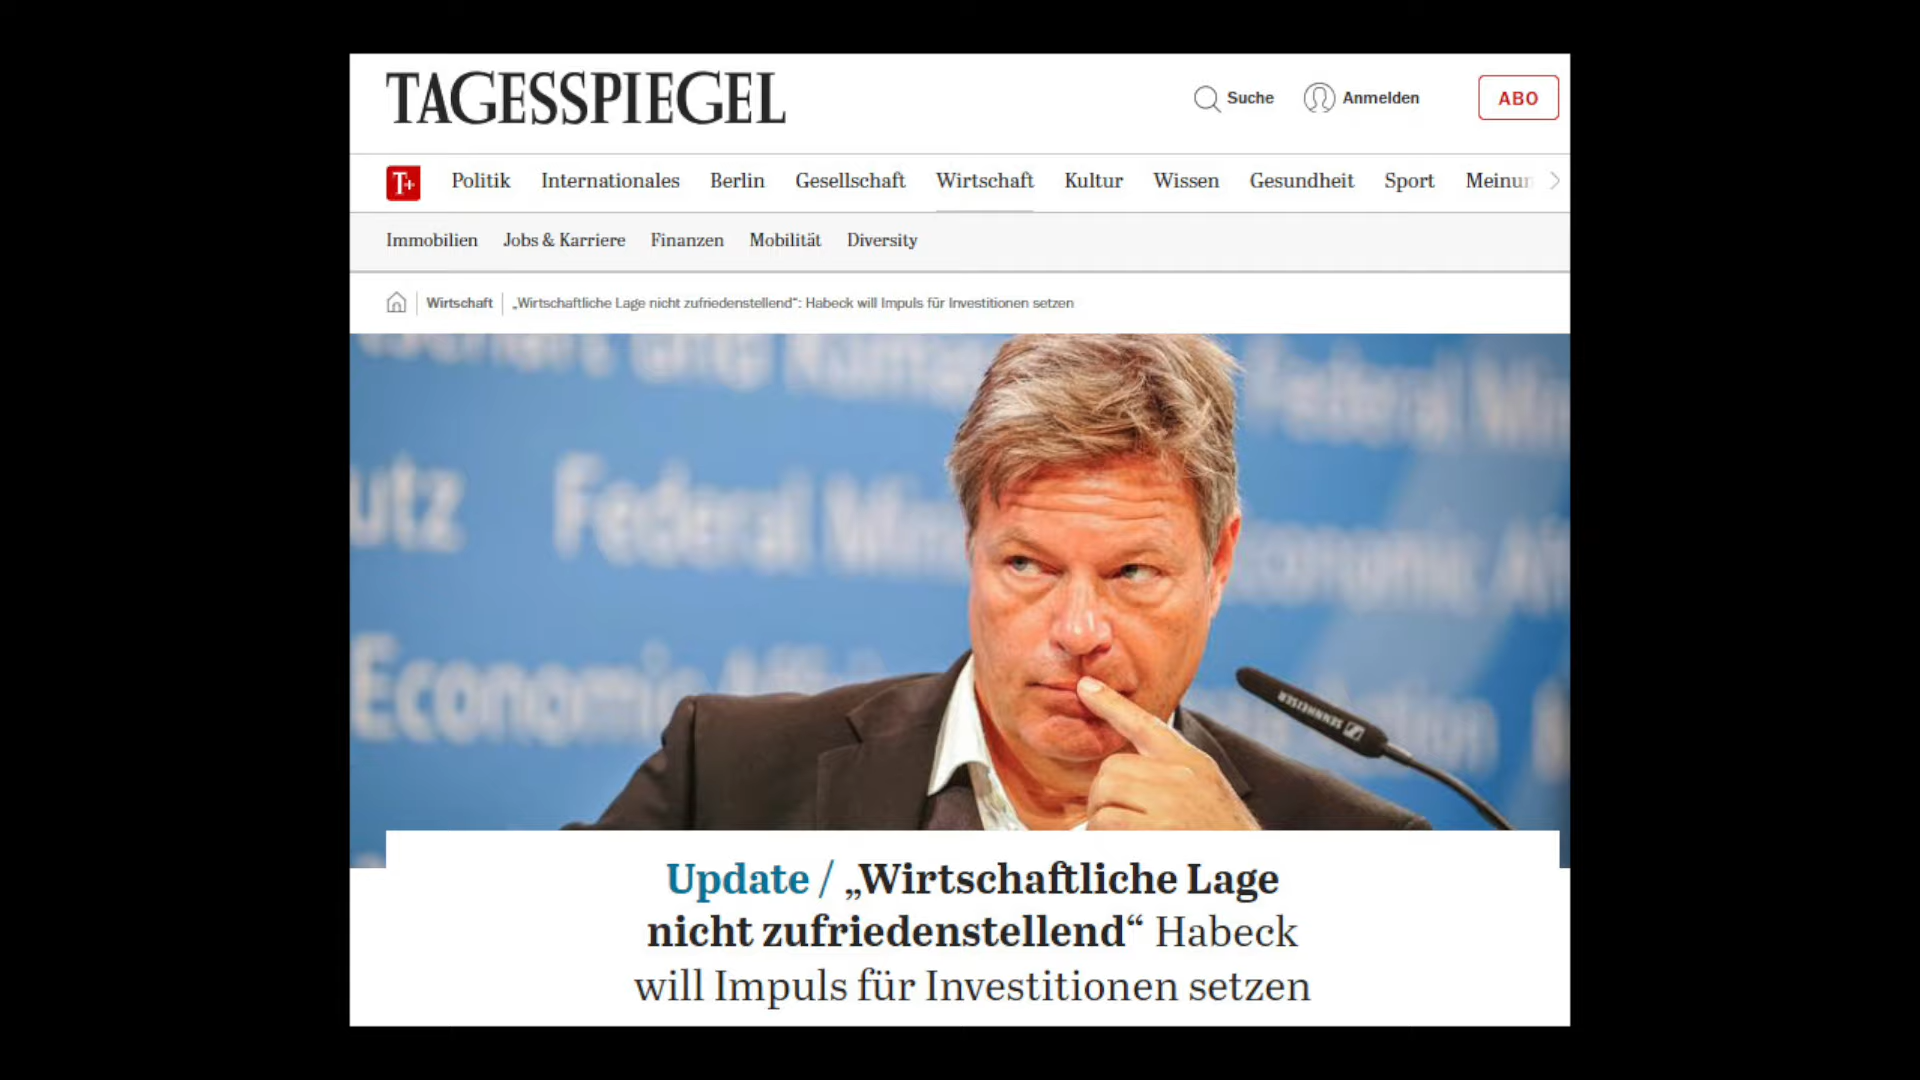 TAGESSPIEGEL
Suche Anmelden ABO
T+ Politik Internationales Berlin Gesellschaft Wirtschaft Kultur Wissen Gesundheit Sport
Immobilien Jobs & Karriere Finanzen Mobilität Diversity
Wirtschaft „Wirtschaftliche Lage nicht zufriedenstellend“: Habeck will Impuls für Investitionen setzen
utz Federal
Economic
SENNHEISER
Update / „Wirtschaftliche Lage
nicht zufriedenstellend“ Habeck
will Impuls für Investitionen setzen